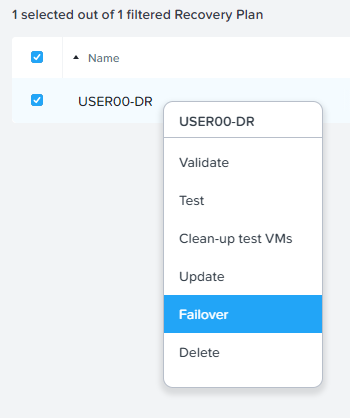 1 selected out of 1 filtered Recovery Plan
Name
USER00-DR
USER00-DR
Validate
Test
Clean-up test VMs
Update
Failover
Delete